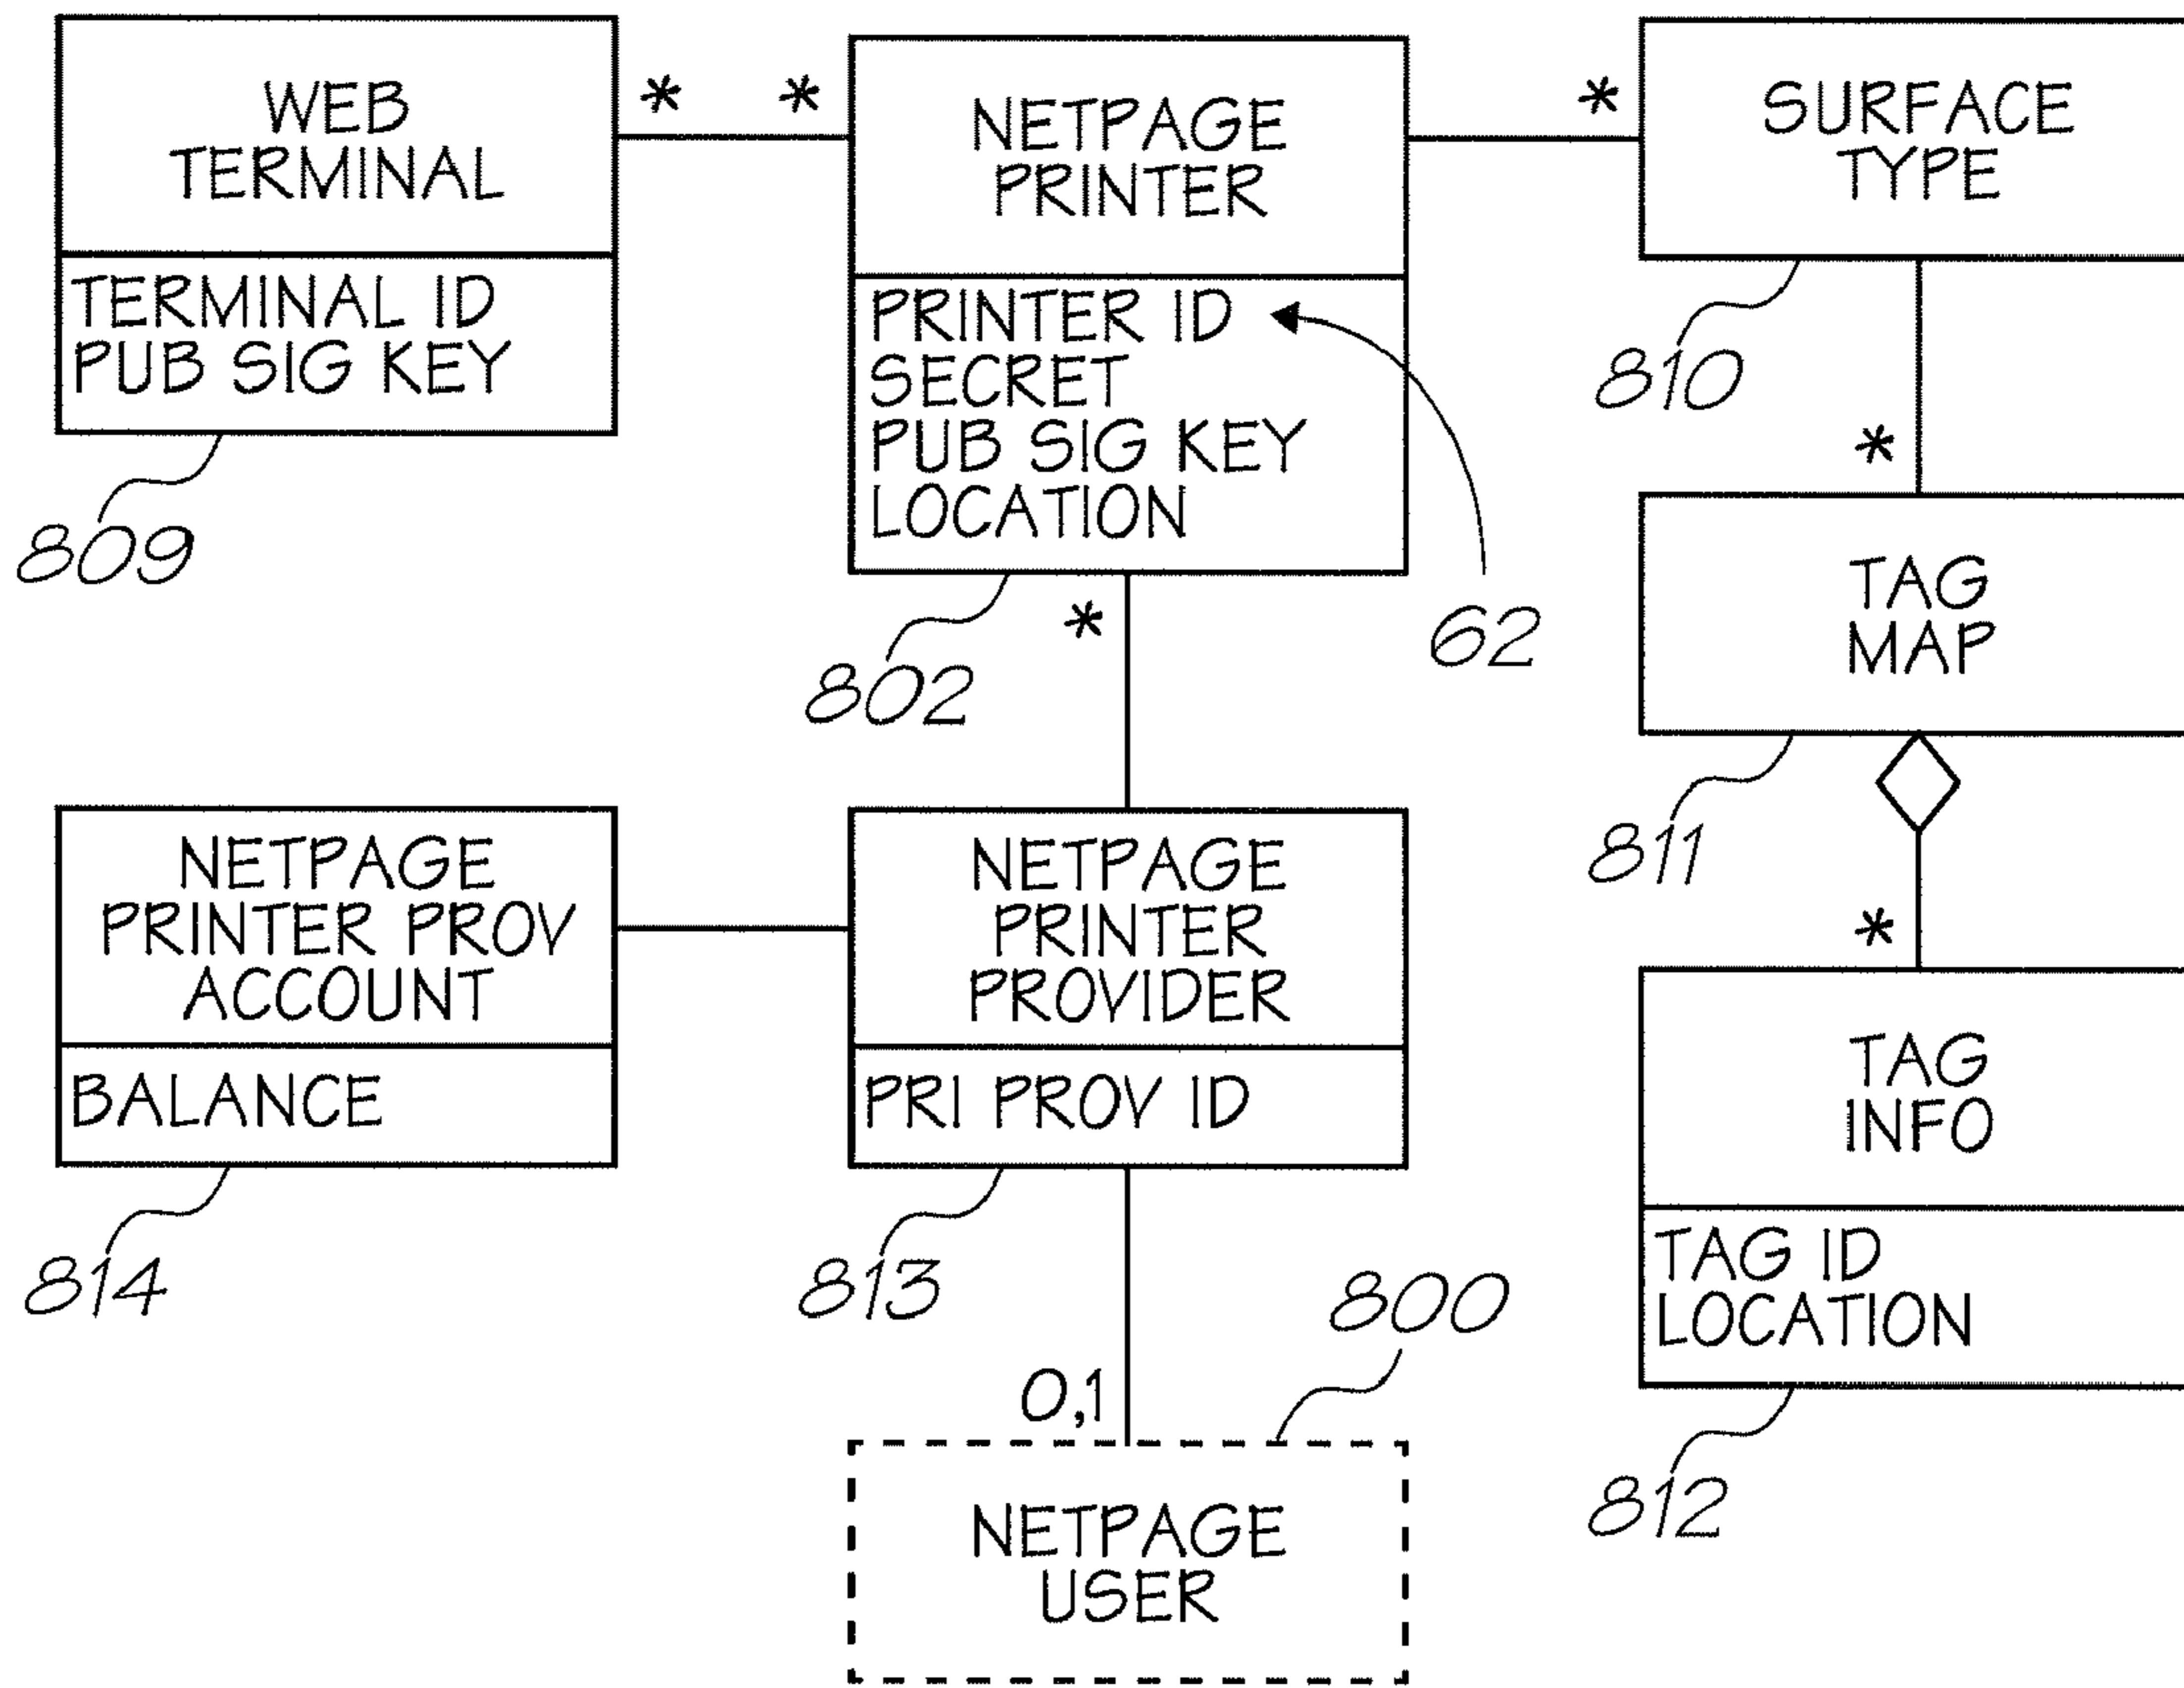 WEB
TERMINAL
TERMINAL ID
PUB SIG KEY
809
*
*
NETPAGE
PRINTER
PRINTER ID
SECRET
PUB SIG KEY
LOCATION
62
802
*
*
SURFACE
TYPE
810
*
TAG
MAP
811
*
TAG
INFO
TAG ID
LOCATION
812
NETPAGE
PRINTER PROV
ACCOUNT
BALANCE
814
NETPAGE
PRINTER
PROVIDER
PRI PROV ID
813
800
0,1
NETPAGE
USER